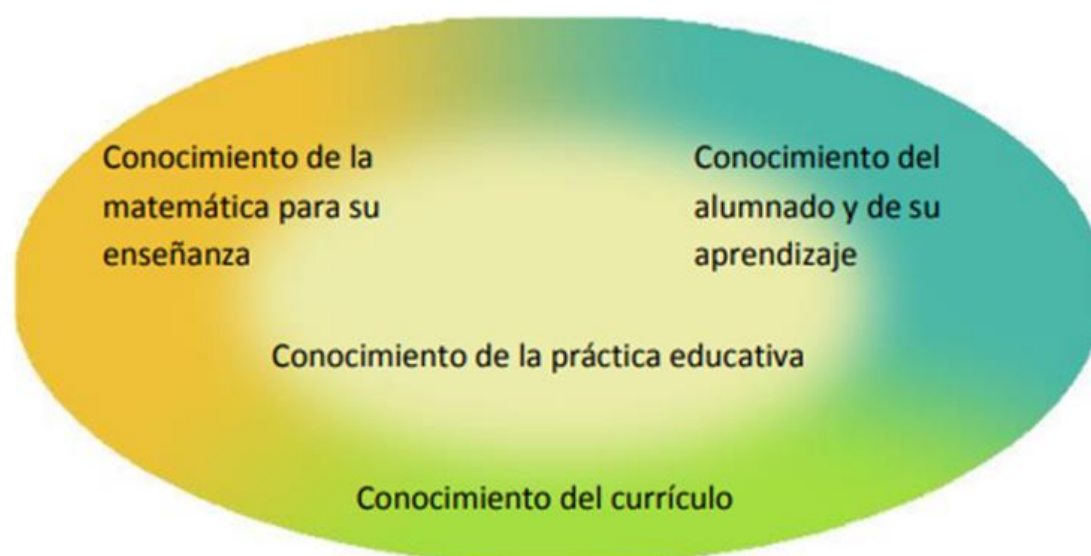 Conocimiento de la
matemática para su
enseñanza
Conocimiento del
alumnado y de su
aprendizaje
Conocimiento de la práctica educativa
Conocimiento del currículo